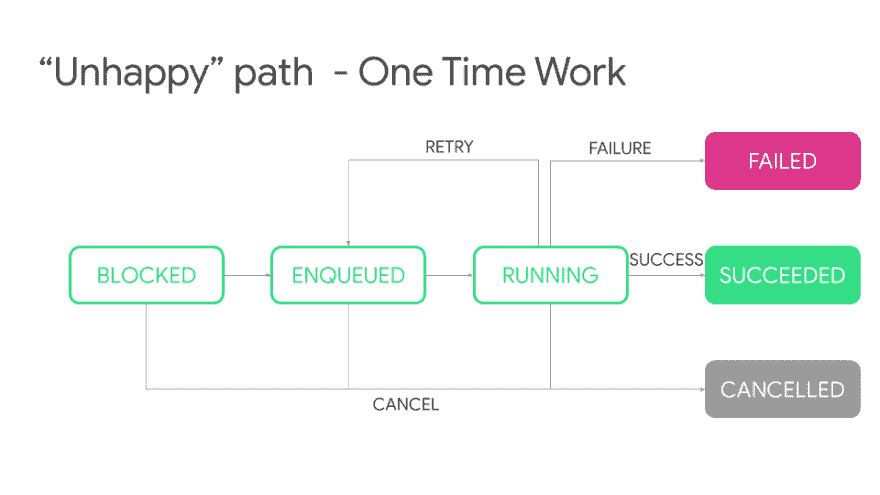 “Unhappy” path - One Time Work
RETRY
FAILURE
FAILED
BLOCKED
ENQUEUED
RUNNING
SUCCESS
SUCCEEDED
CANCEL
CANCELLED